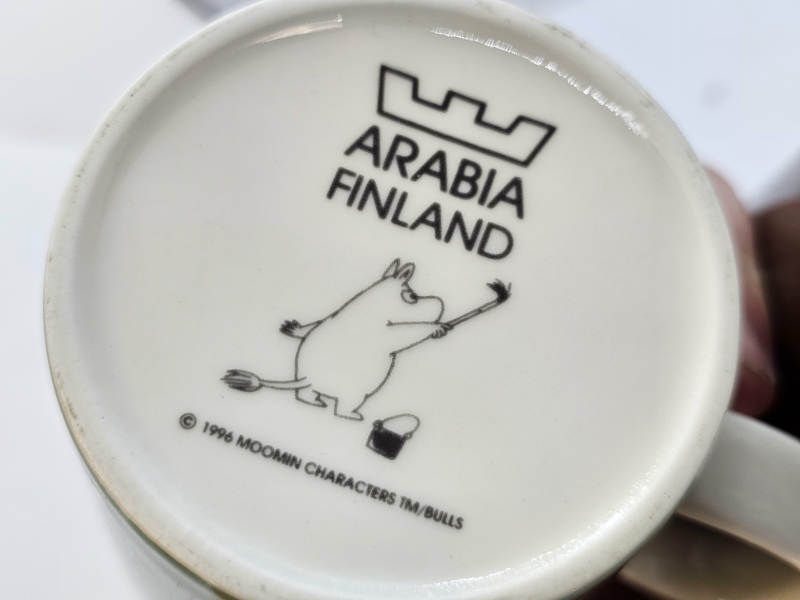 ARABIA
FINLAND
© 1996 MOOMIN CHARACTERS TM/BULLS